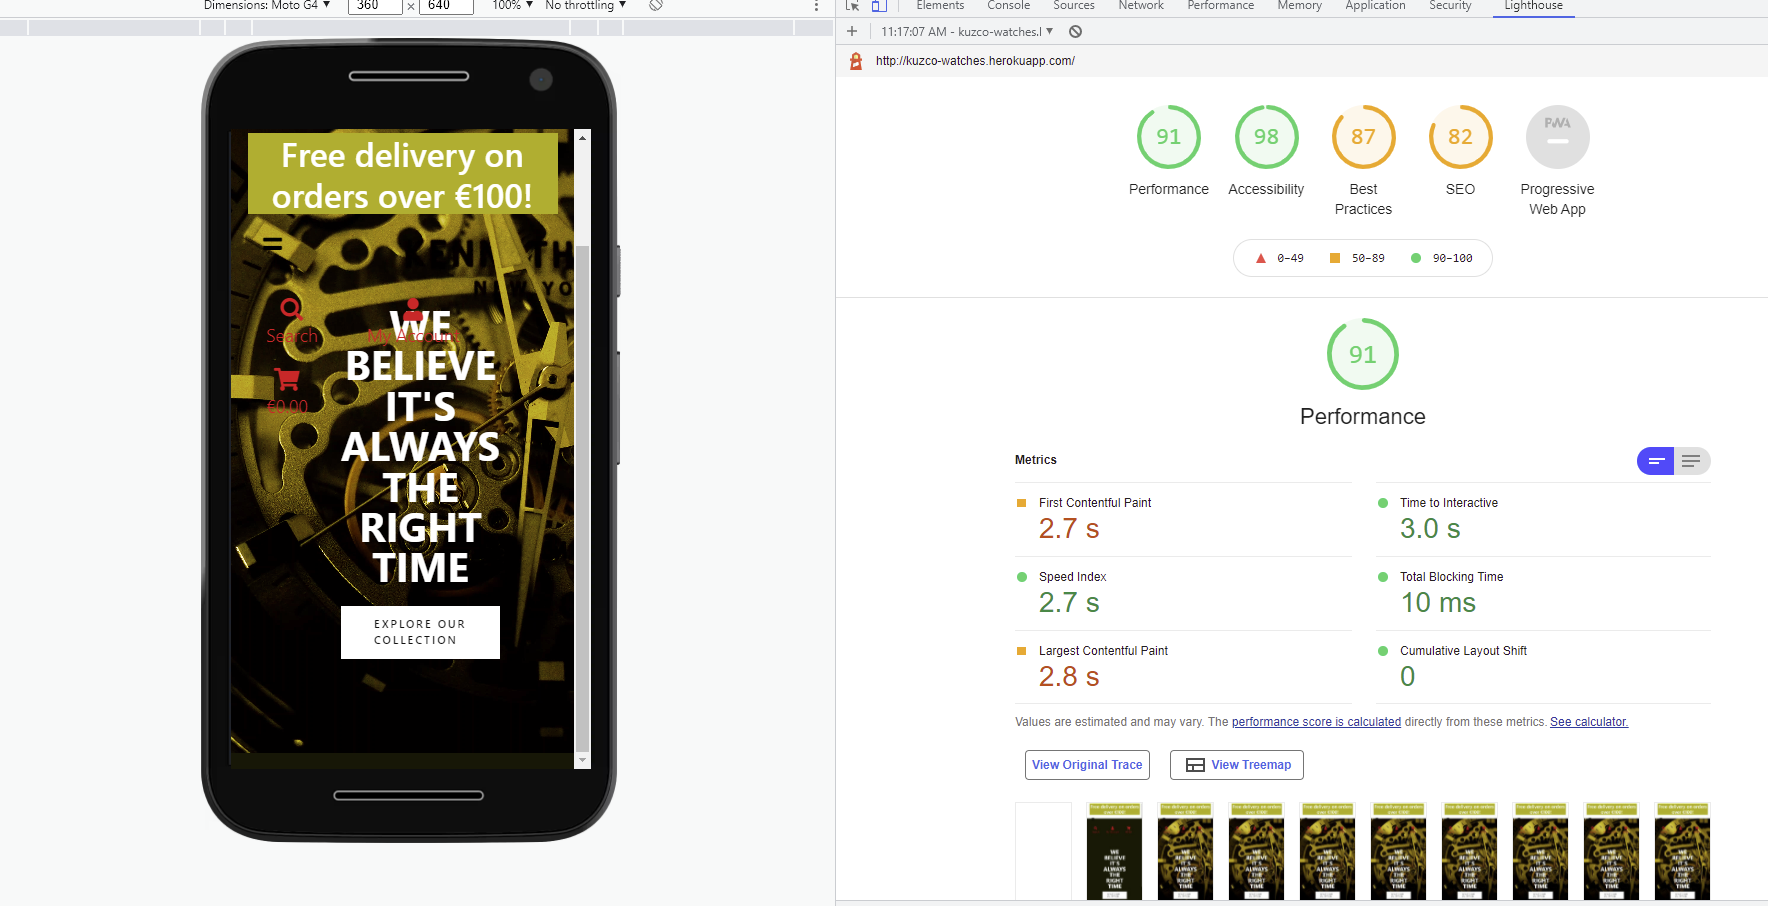 Dimensions: Moto G4 ▼ 360 × 640 100% ▼ No throttling ▼
Elements Console Sources Network Performance Memory Application Security Lighthouse
11:17:07 AM - kuzco-watches.l ▼
http://kuzco-watches.herokuapp.com/
Free delivery on
orders over €100!
NEW YO
Search
My Account
€0.00
WE
BELIEVE
IT'S
ALWAYS
THE
RIGHT
TIME
EXPLORE OUR
COLLECTION
91 98 87 82 PWA
Performance Accessibility Best
Practices SEO Progressive
Web App
0–49 50–89 90–100
91
Performance
Metrics
First Contentful Paint
2.7 s
Time to Interactive
3.0 s
Speed Index
2.7 s
Total Blocking Time
10 ms
Largest Contentful Paint
2.8 s
Cumulative Layout Shift
0
Values are estimated and may vary. The performance score is calculated directly from these metrics. See calculator.
View Original Trace View Treemap